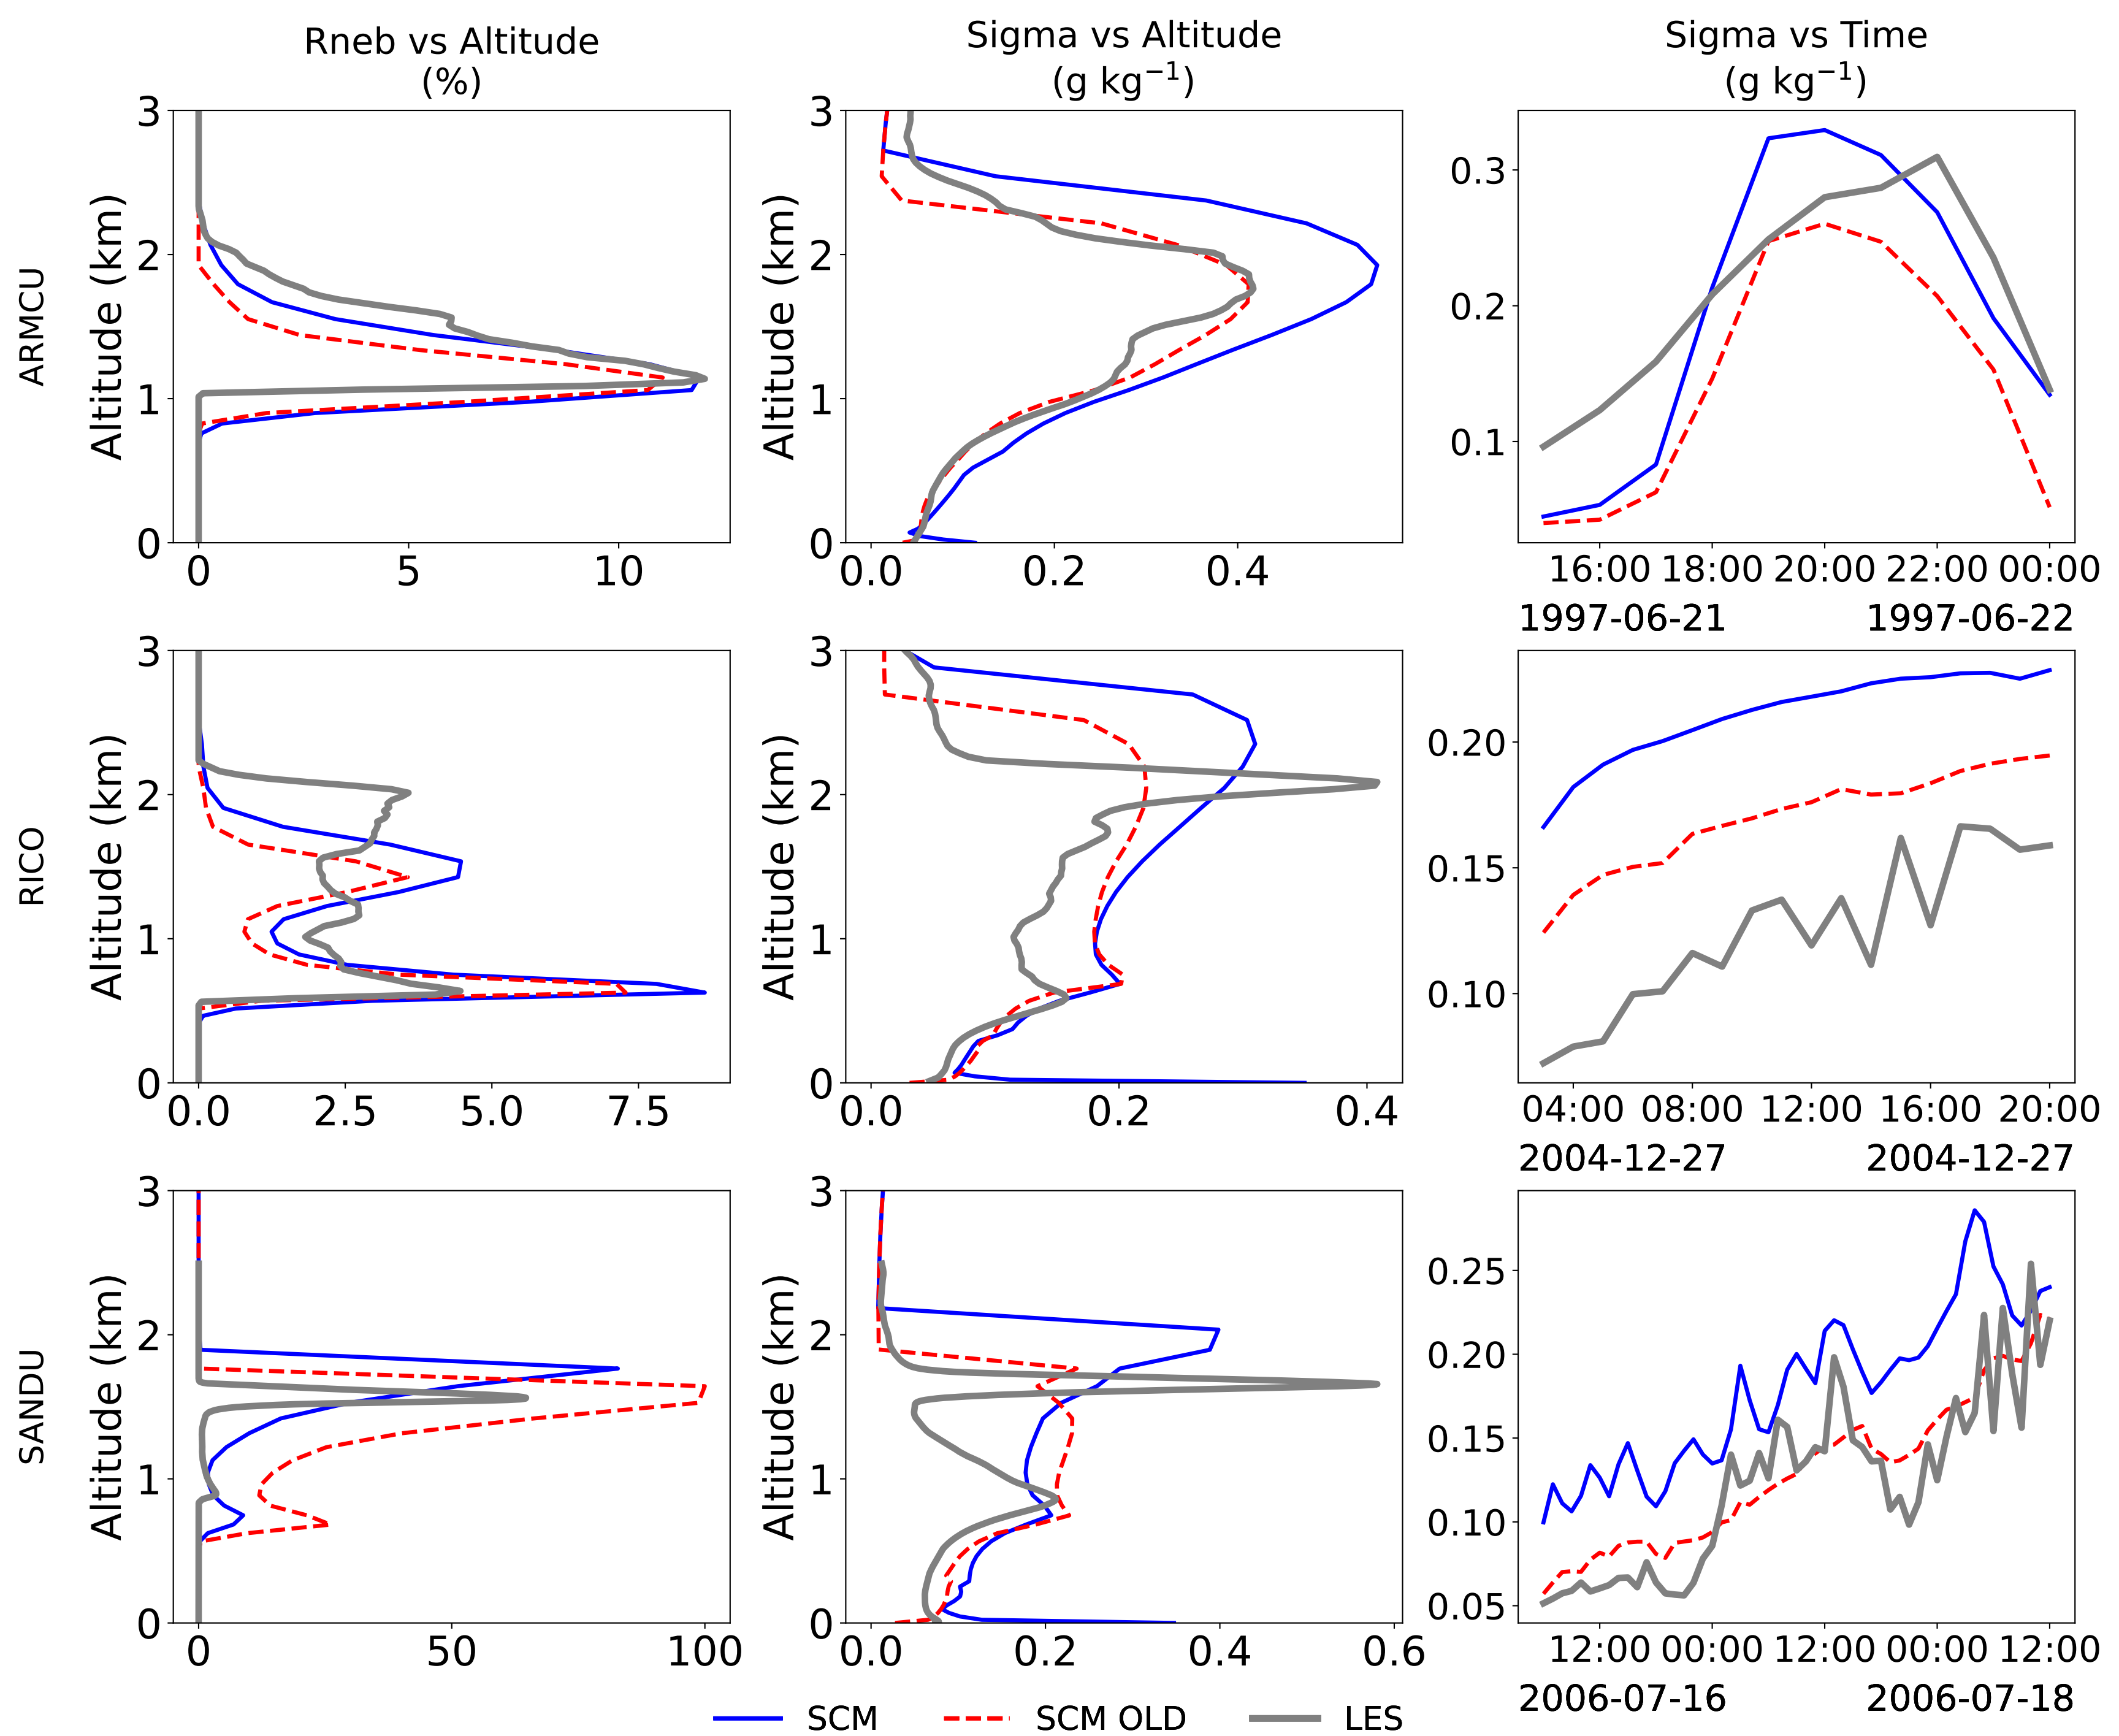 Rneb vs Altitude
(%)
Sigma vs Altitude
(g kg⁻¹)
Sigma vs Time
(g kg⁻¹)
ARMCU
Altitude (km)
3
2
1
0
0 5 10
Altitude (km)
3
2
1
0
0.0 0.2 0.4
0.3
0.2
0.1
16:00 18:00 20:00 22:00 00:00
1997-06-21 1997-06-22
RICO
Altitude (km)
3
2
1
0
0.0 2.5 5.0 7.5
Altitude (km)
3
2
1
0
0.0 0.2 0.4
0.20
0.15
0.10
04:00 08:00 12:00 16:00 20:00
2004-12-27 2004-12-27
SANDU
Altitude (km)
3
2
1
0
0 50 100
Altitude (km)
3
2
1
0
0.0 0.2 0.4 0.6
0.25
0.20
0.15
0.10
0.05
12:00 00:00 12:00 00:00 12:00
2006-07-16 2006-07-18
SCM SCM OLD LES